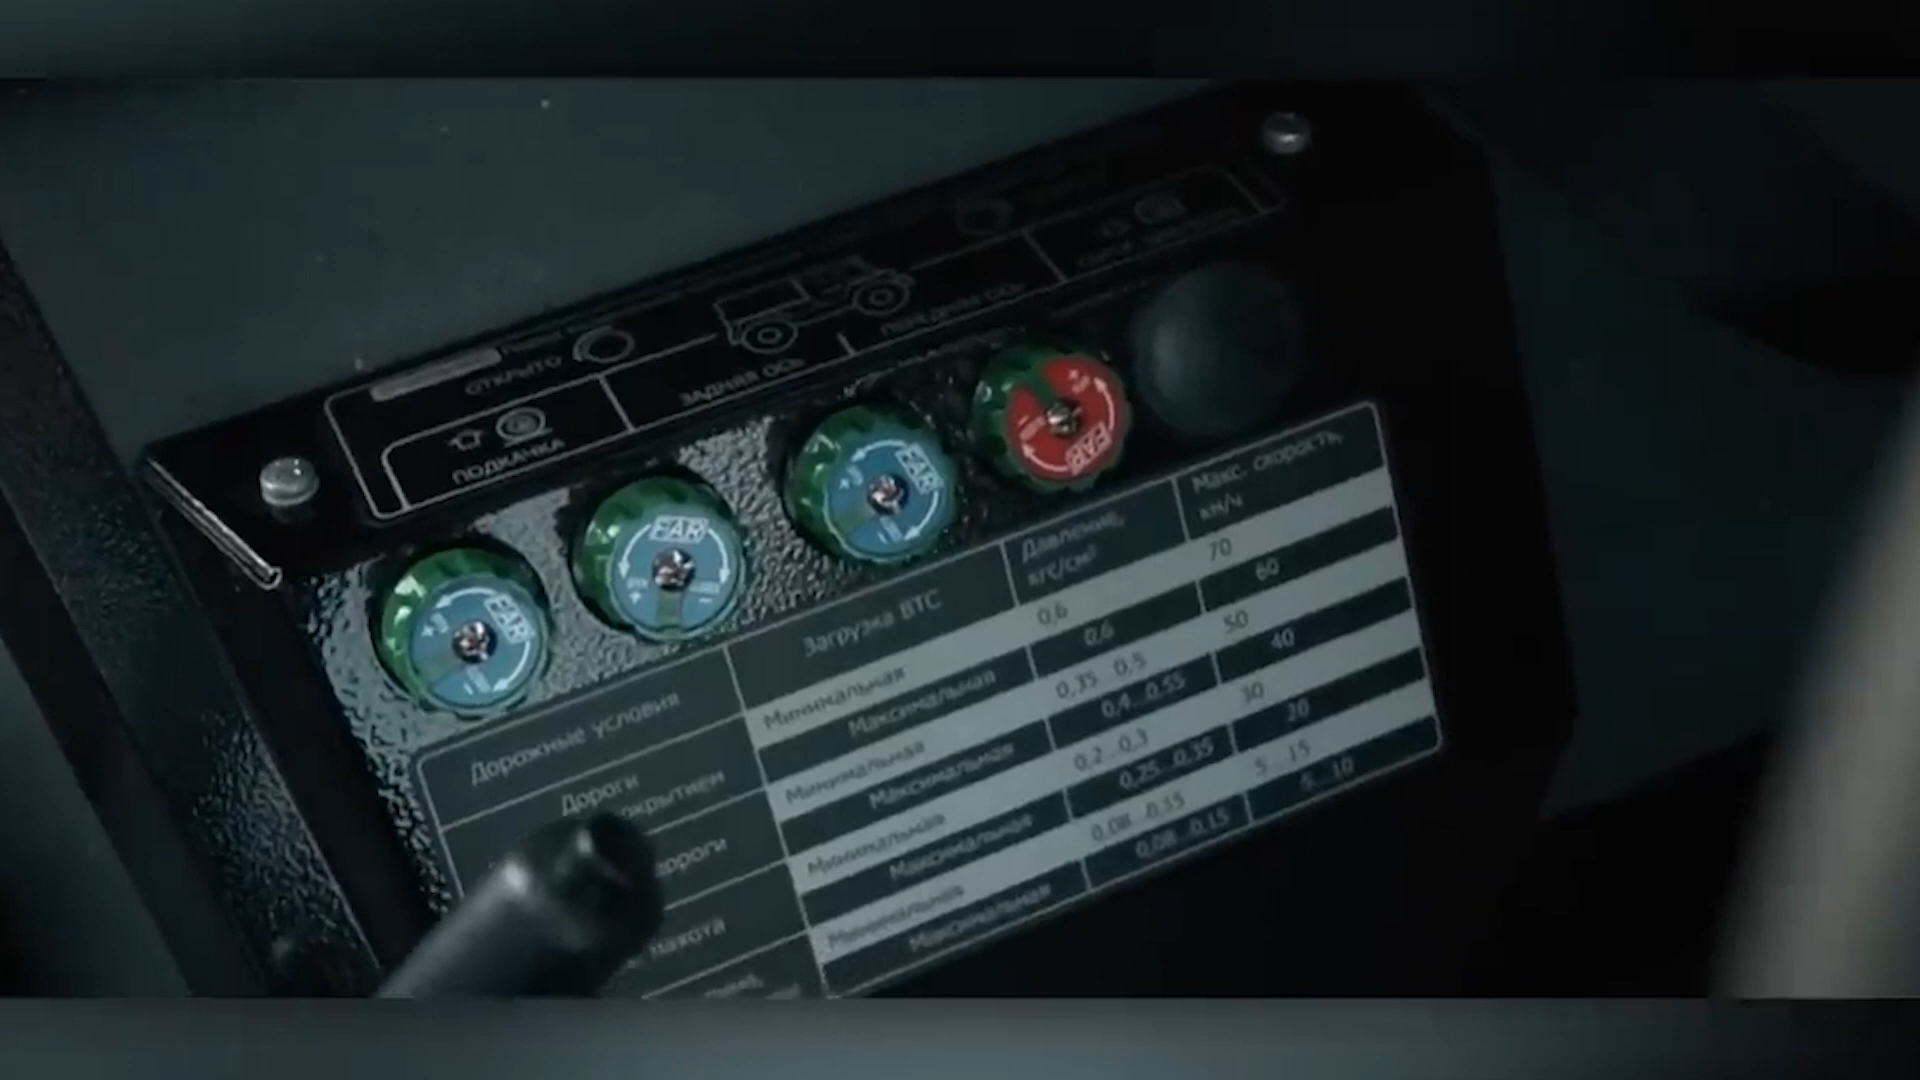 ОТКРЫТО
ПОДКАЧКА
ЗАДНЯЯ ОСЬ
ПЕРЕДНЯЯ ОСЬ
FAR
FAR
FAR
FAR
Дорожные условия
Загрузка ВТС
Давление, кгс/см²
Макс. скорость, км/ч
Дороги
покрытием
Минимальная 0,6 70
Максимальная 0,6 60
дороги
Минимальная 0,35...0,5 50
Максимальная 0,4...0,55 40
пахота
Минимальная 0,2...0,3 30
Максимальная 0,25...0,35 20
Минимальная 0,08...0,15 5...15
Максимальная 0,08...0,15 5...10